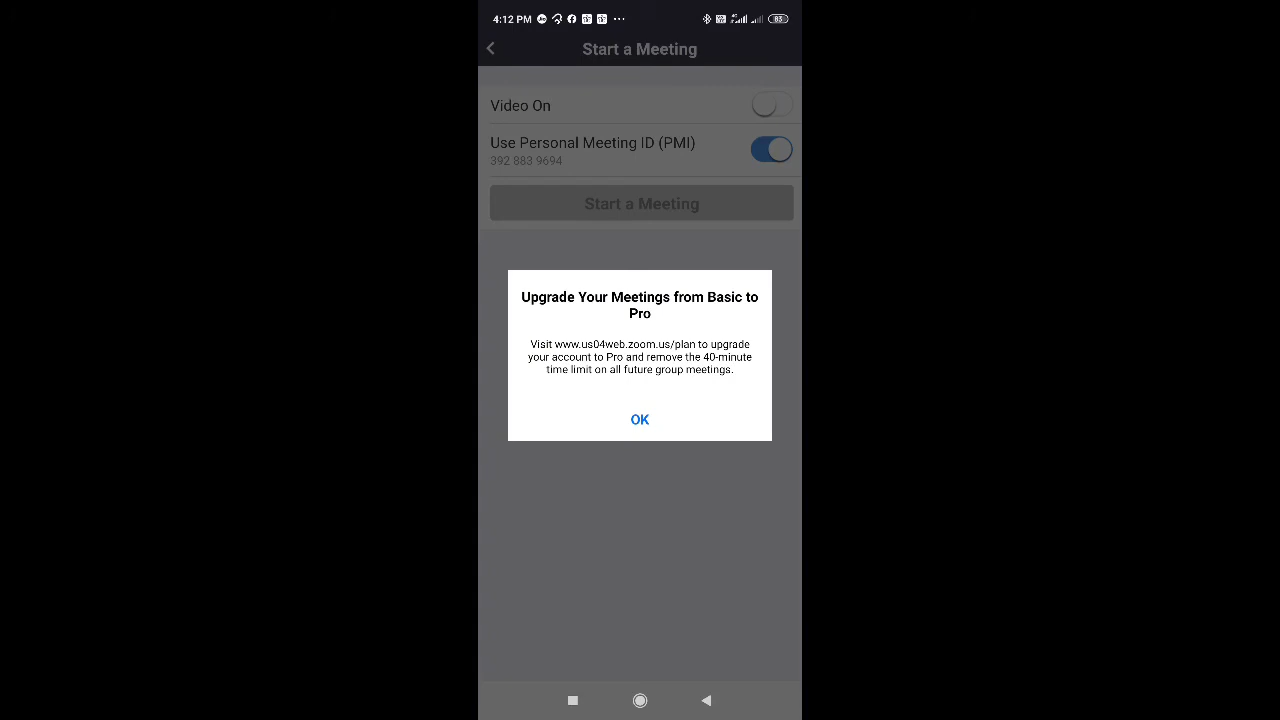 4:12 PM
83
Start a Meeting
Video On
Use Personal Meeting ID (PMI)
392 883 9694
Start a Meeting
Upgrade Your Meetings from Basic to
Pro
Visit www.us04web.zoom.us/plan to upgrade
your account to Pro and remove the 40-minute
time limit on all future group meetings.
OK